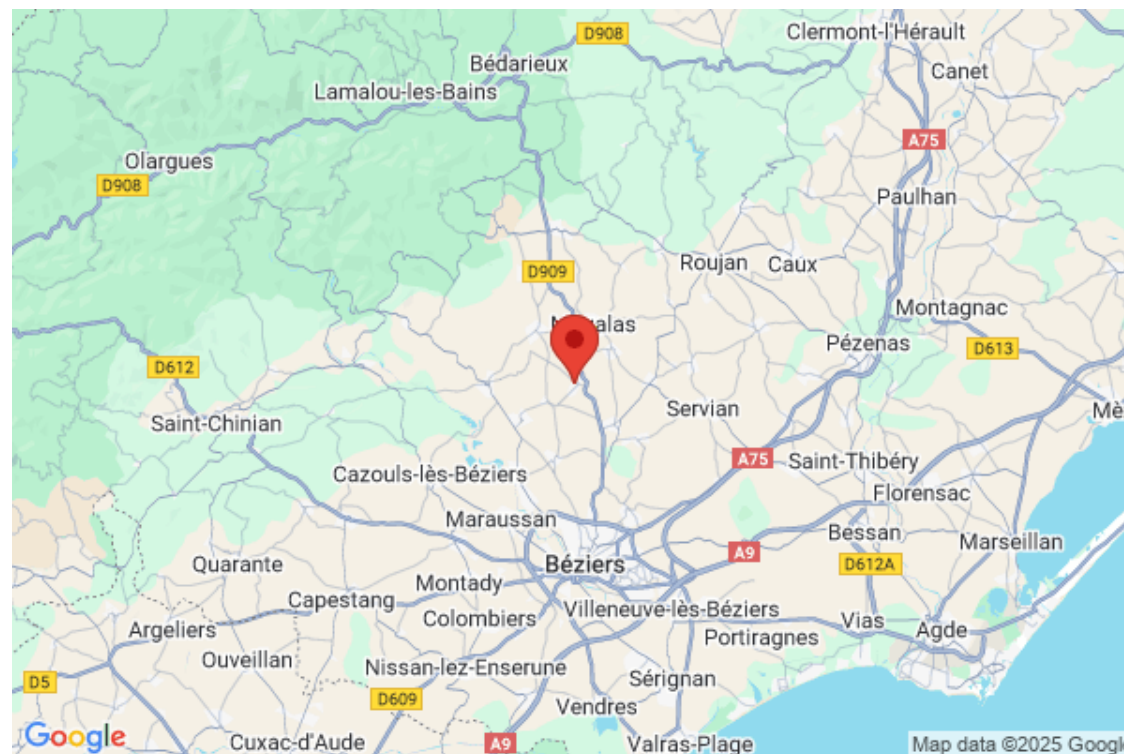 D908
Clermont-l'Hérault
Bédarieux
Canet
Lamalou-les-Bains
A75
Olargues
D908
Paulhan
D909
Roujan
Caux
Montagnac
alas
Pézenas
D613
D612
Servian
Saint-Chinian
A75
Saint-Thibéry
Cazouls-lès-Béziers
Florensac
Maraussan
Bessan
Marseillan
A9
Quarante
Béziers
D612A
Montady
Capestang
Villeneuve-lès-Béziers
Colombiers
Vias
Agde
Argeliers
Portiragnes
Ouveillan
Nissan-lez-Enserune
Sérignan
D5
D609
Vendres
Google
Cuxac-d'Aude
A9
Valras-Plage
Map data ©2025 Googl